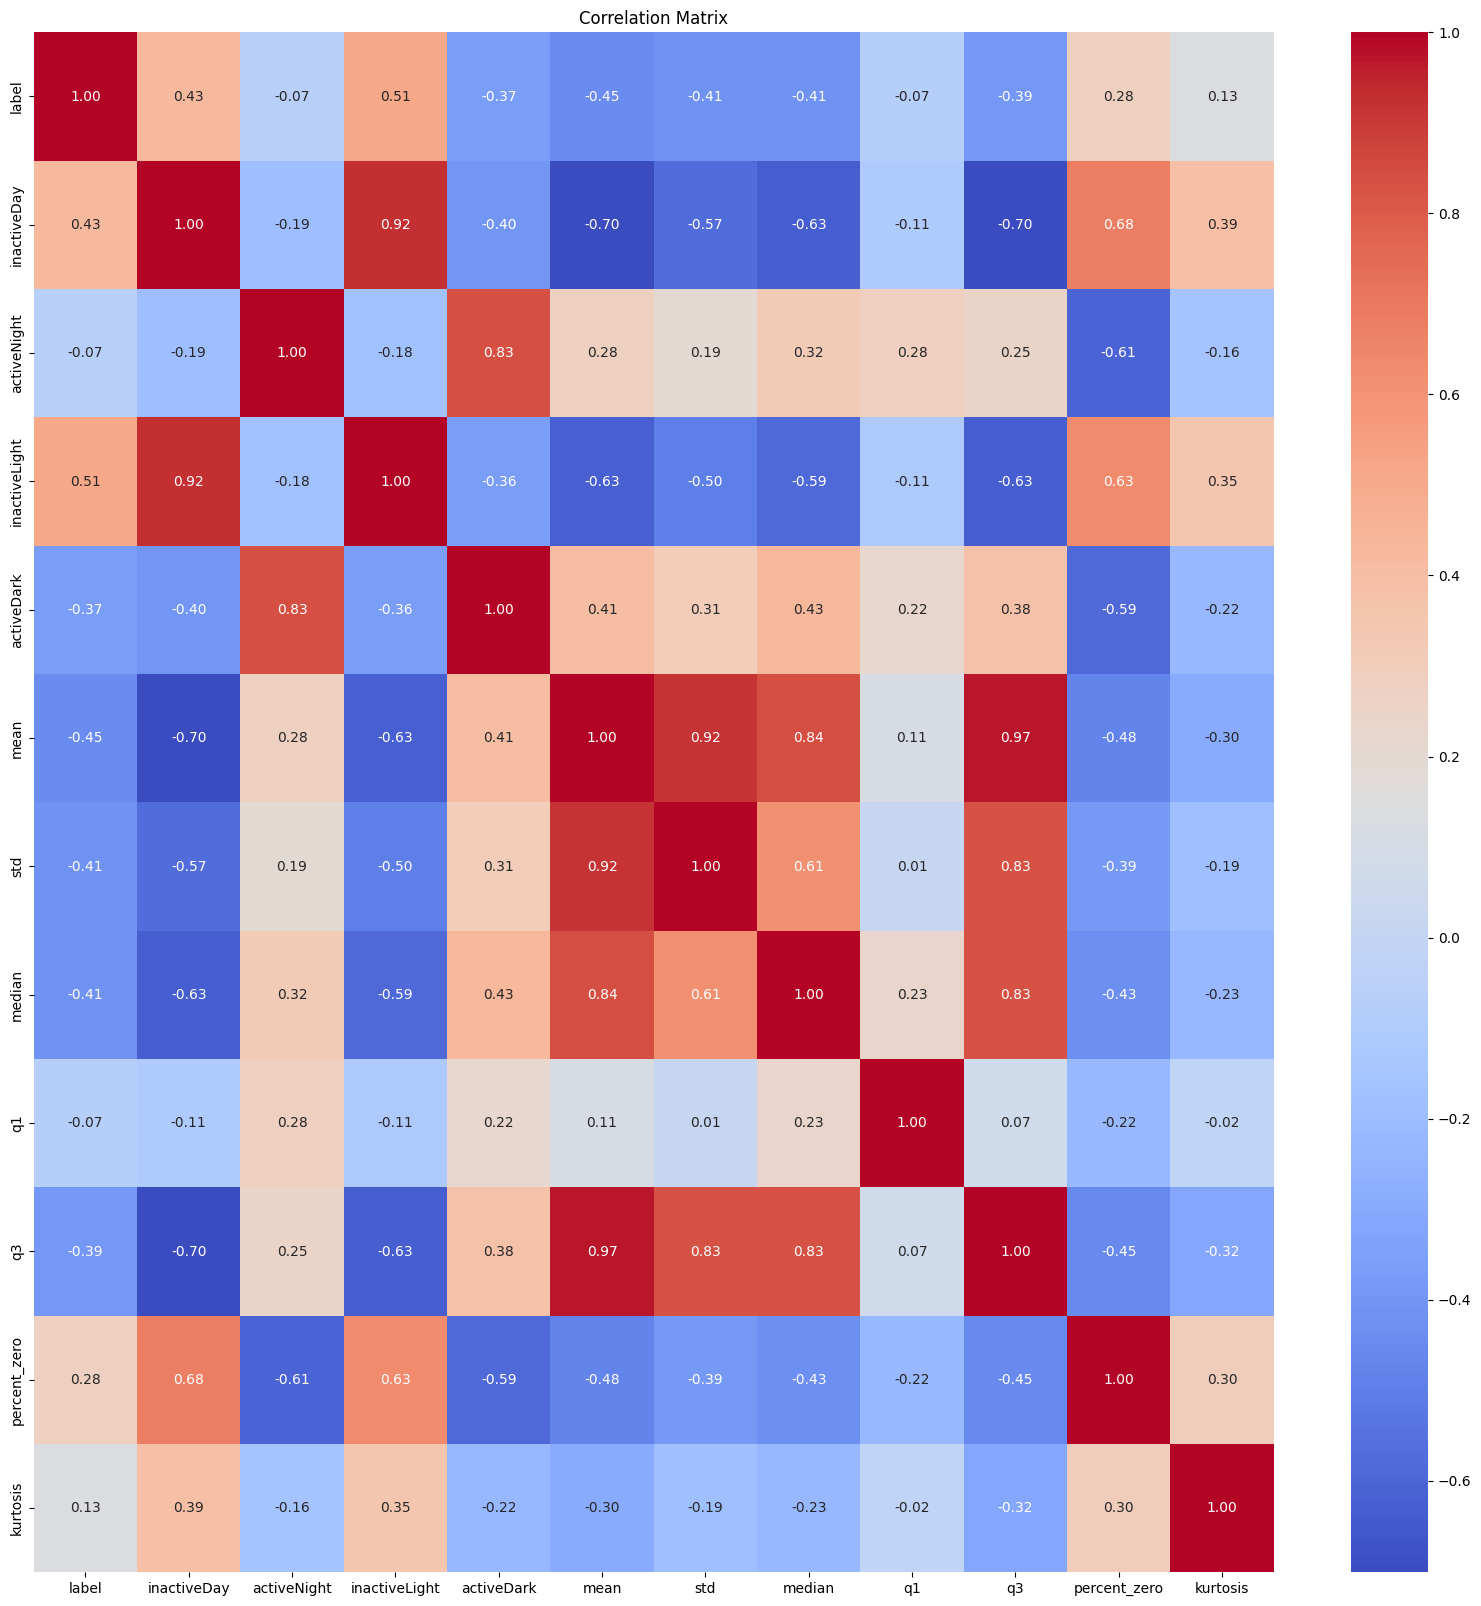 Correlation Matrix
label 1.00 0.43 -0.07 0.51 -0.37 -0.45 -0.41 -0.41 -0.07 -0.39 0.28 0.13
inactiveDay 0.43 1.00 -0.19 0.92 -0.40 -0.70 -0.57 -0.63 -0.11 -0.70 0.68 0.39
activeNight -0.07 -0.19 1.00 -0.18 0.83 0.28 0.19 0.32 0.28 0.25 -0.61 -0.16
inactiveLight 0.51 0.92 -0.18 1.00 -0.36 -0.63 -0.50 -0.59 -0.11 -0.63 0.63 0.35
activeDark -0.37 -0.40 0.83 -0.36 1.00 0.41 0.31 0.43 0.22 0.38 -0.59 -0.22
mean -0.45 -0.70 0.28 -0.63 0.41 1.00 0.92 0.84 0.11 0.97 -0.48 -0.30
std -0.41 -0.57 0.19 -0.50 0.31 0.92 1.00 0.61 0.01 0.83 -0.39 -0.19
median -0.41 -0.63 0.32 -0.59 0.43 0.84 0.61 1.00 0.23 0.83 -0.43 -0.23
q1 -0.07 -0.11 0.28 -0.11 0.22 0.11 0.01 0.23 1.00 0.07 -0.22 -0.02
q3 -0.39 -0.70 0.25 -0.63 0.38 0.97 0.83 0.83 0.07 1.00 -0.45 -0.32
percent_zero 0.28 0.68 -0.61 0.63 -0.59 -0.48 -0.39 -0.43 -0.22 -0.45 1.00 0.30
kurtosis 0.13 0.39 -0.16 0.35 -0.22 -0.30 -0.19 -0.23 -0.02 -0.32 0.30 1.00
label inactiveDay activeNight inactiveLight activeDark mean std median q1 q3 percent_zero kurtosis
1.0
0.8
0.6
0.4
0.2
0.0
−0.2
−0.4
−0.6